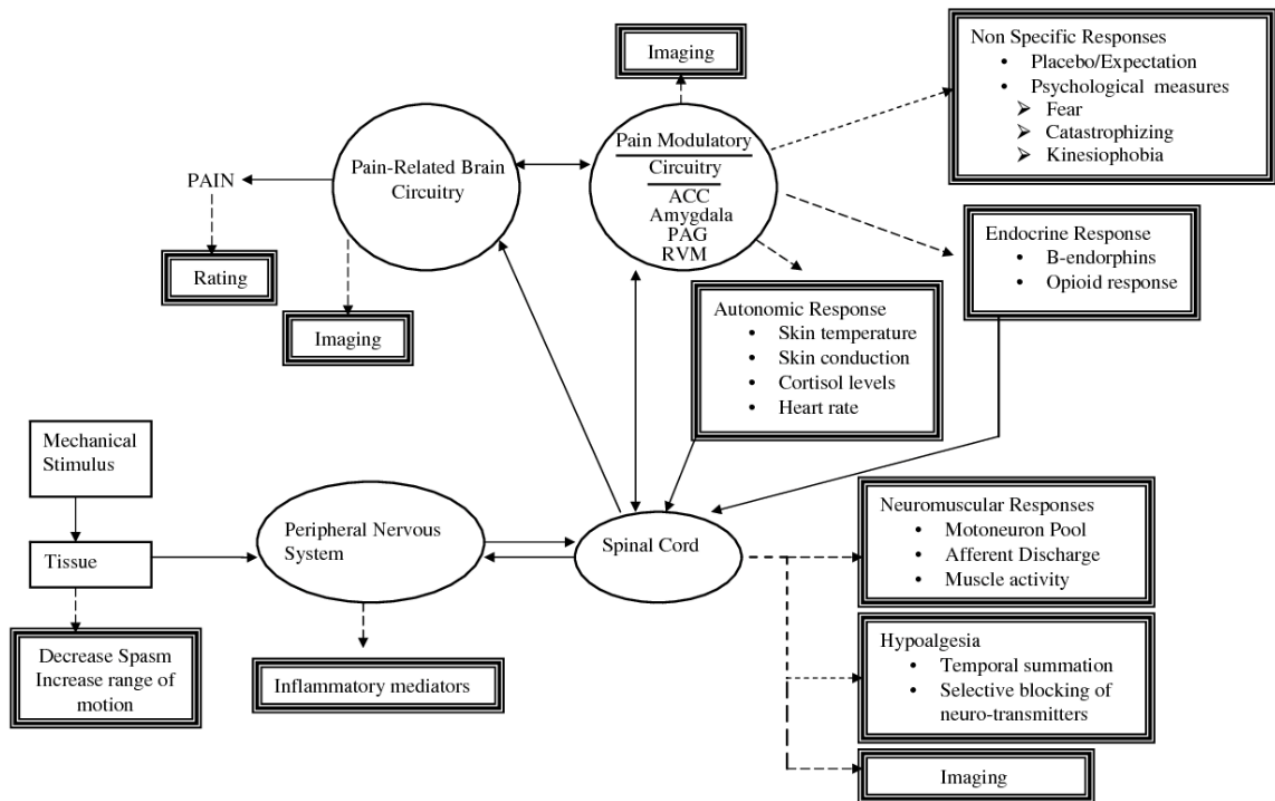 Imaging
Non Specific Responses
• Placebo/Expectation
• Psychological measures
➢ Fear
➢ Catastrophizing
➢ Kinesiophobia
Pain Modulatory
Circuitry
ACC
Amygdala
PAG
RVM
Pain-Related Brain
Circuitry
PAIN
Rating
Imaging
Endocrine Response
• B-endorphins
• Opioid response
Autonomic Response
• Skin temperature
• Skin conduction
• Cortisol levels
• Heart rate
Mechanical
Stimulus
Tissue
Decrease Spasm
Increase range of
motion
Peripheral Nervous
System
Inflammatory mediators
Spinal Cord
Neuromuscular Responses
• Motoneuron Pool
• Afferent Discharge
• Muscle activity
Hypoalgesia
• Temporal summation
• Selective blocking of
neuro-transmitters
Imaging